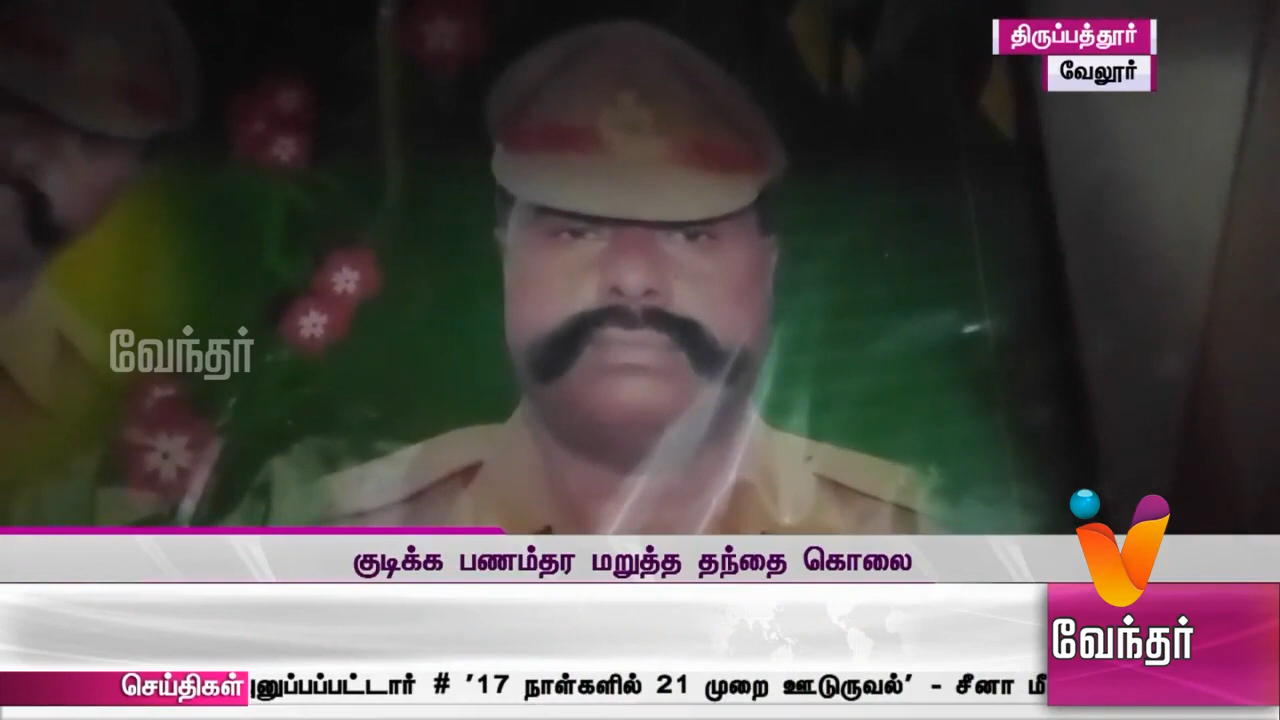 திருப்பத்தூர்
வேலூர்
வேந்தர்
குடிக்க பணம்தர மறுத்த தந்தை கொலை
வேந்தர்
செய்திகள் னுப்பப்பட்டார் # '17 நாள்களில் 21 முறை ஊடுருவல்' - சீனா மீ